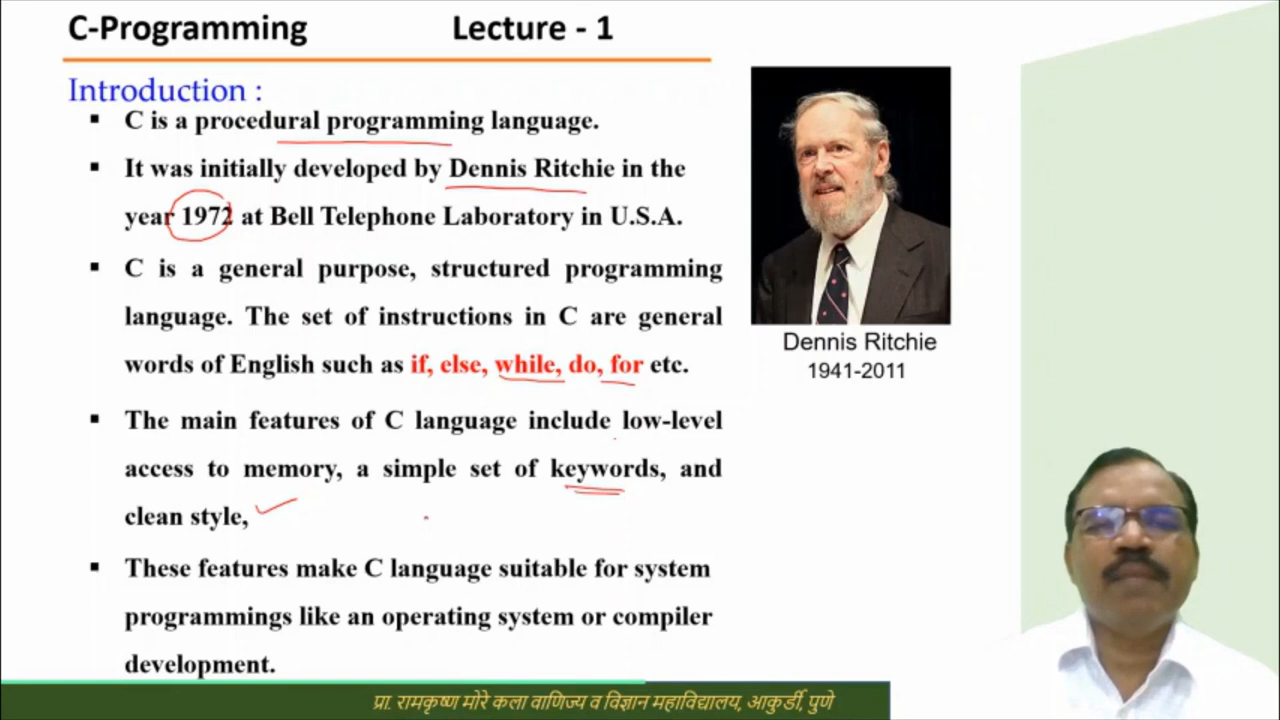 C-Programming Lecture - 1
Introduction :
▪ C is a procedural programming language.
▪ It was initially developed by Dennis Ritchie in the
year 1972 at Bell Telephone Laboratory in U.S.A.
▪ C is a general purpose, structured programming
language. The set of instructions in C are general
words of English such as if, else, while, do, for etc.
▪ The main features of C language include low-level
access to memory, a simple set of keywords, and
clean style,
▪ These features make C language suitable for system
programmings like an operating system or compiler
development.
Dennis Ritchie
1941-2011
प्रा. रामकृष्ण मोरे कला वाणिज्य व विज्ञान महाविद्यालय, आकुर्डी, पुणे